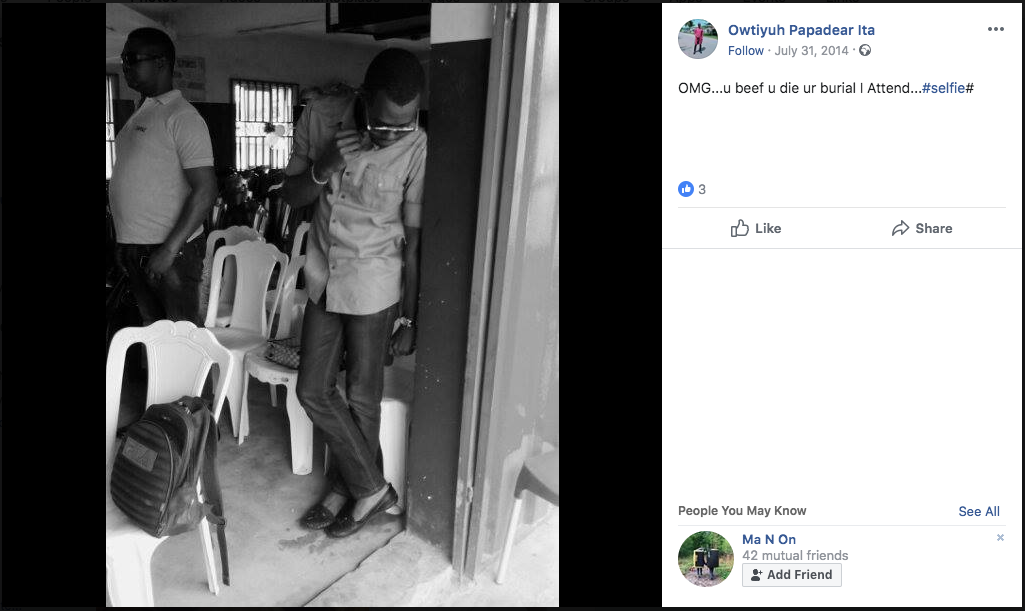 Owtiyuh Papadear Ita
Follow · July 31, 2014 ·
OMG...u beef u die ur burial I Attend...#selfie#
3
Like
Share
People You May Know
See All
Ma N On
42 mutual friends
Add Friend